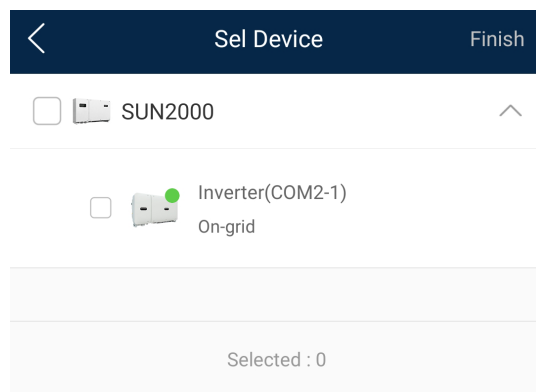 Sel Device
Finish
SUN2000
Inverter(COM2-1)
On-grid
Selected : 0